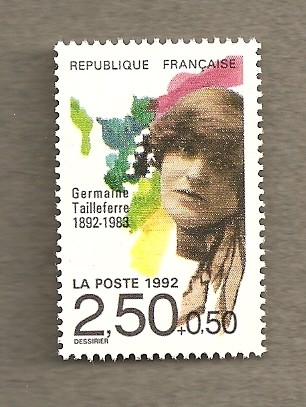 REPUBLIQUE FRANÇAISE
Germaine
Tailleferre
1892-1983
LA POSTE 1992
2,50+0,50
DESSIRIER